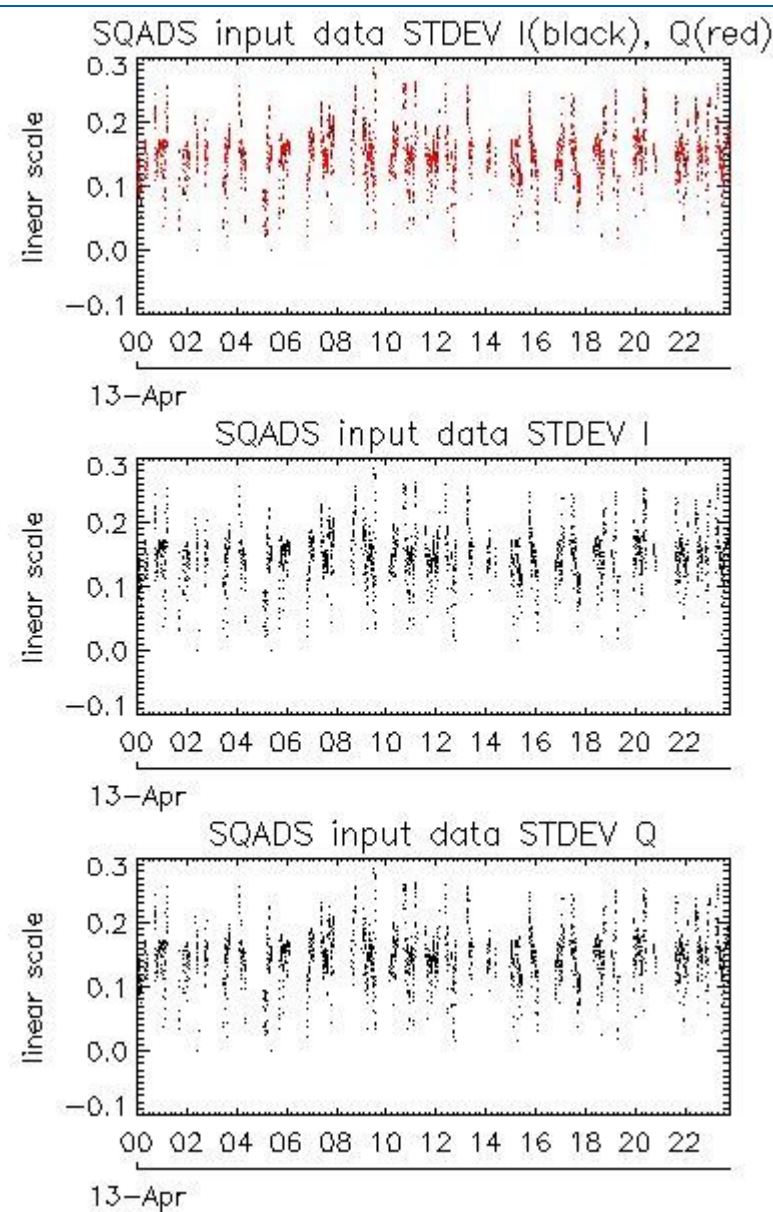 SQADS input data STDEV I(black), Q(red)
0.3
0.2
0.1
0.0
−0.1
linear scale
00 02 04 06 08 10 12 14 16 18 20 22
13-Apr
SQADS input data STDEV I
0.3
0.2
0.1
0.0
−0.1
linear scale
00 02 04 06 08 10 12 14 16 18 20 22
13-Apr
SQADS input data STDEV Q
0.3
0.2
0.1
0.0
−0.1
linear scale
00 02 04 06 08 10 12 14 16 18 20 22
13-Apr